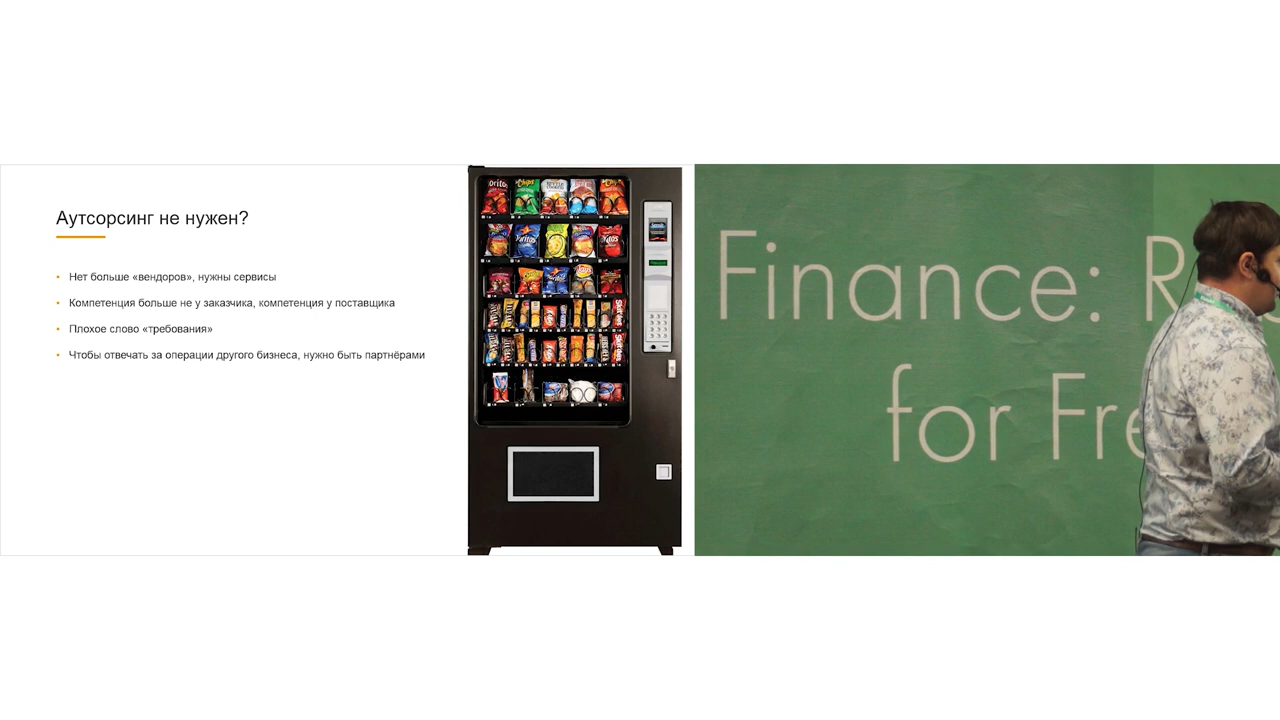 Аутсорсинг не нужен?
• Нет больше «вендоров», нужны сервисы
• Компетенция больше не у заказчика, компетенция у поставщика
• Плохое слово «требования»
• Чтобы отвечать за операции другого бизнеса, нужно быть партнёрами
Finance: R
for Fre